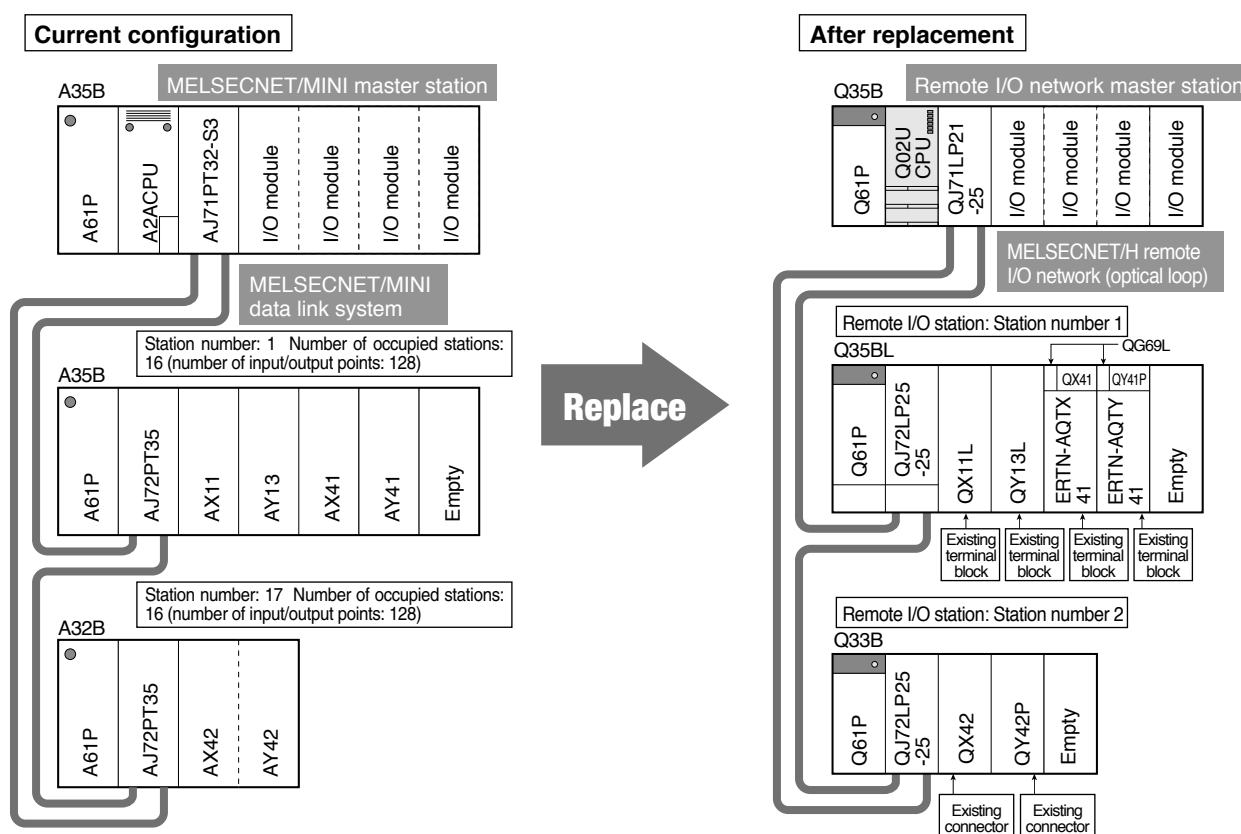 Current configuration
A35B
MELSECNET/MINI master station
A61P
A2ACPU
AJ71PT32-S3
I/O module
I/O module
I/O module
I/O module
MELSECNET/MINI
data link system
Station number: 1 Number of occupied stations:
16 (number of input/output points: 128)
A35B
A61P
AJ72PT35
AX11
AY13
AX41
AY41
Empty
Station number: 17 Number of occupied stations:
16 (number of input/output points: 128)
A32B
A61P
AJ72PT35
AX42
AY42
Replace
After replacement
Q35B
Remote I/O network master station
Q61P
Q02U
CPU
QJ71LP21
-25
I/O module
I/O module
I/O module
I/O module
MELSECNET/H remote
I/O network (optical loop)
Remote I/O station: Station number 1
Q35BL
QG69L
Q61P
QJ72LP25
-25
QX11L
QY13L
QX41
ERTN-AQTX
41
QY41P
ERTN-AQTY
41
Empty
Existing
terminal
block
Existing
terminal
block
Existing
terminal
block
Existing
terminal
block
Remote I/O station: Station number 2
Q33B
Q61P
QJ72LP25
-25
QX42
QY42P
Empty
Existing
connector
Existing
connector